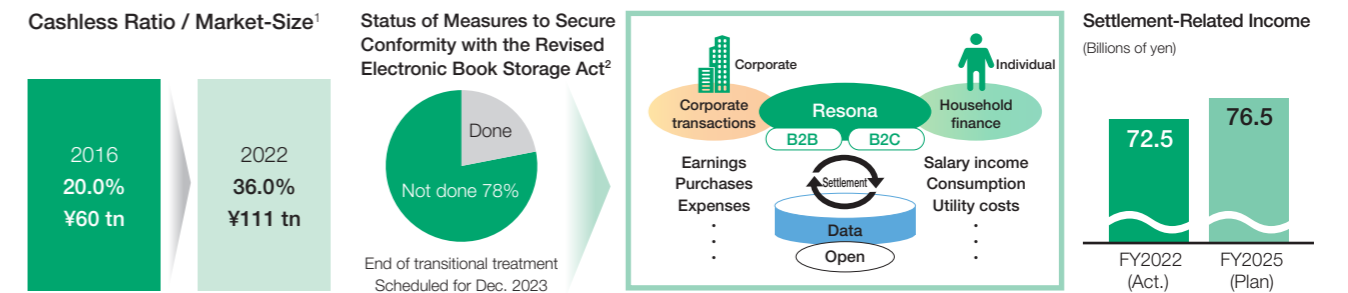 Cashless Ratio / Market-Size1
2016
20.0%
¥60 tn
2022
36.0%
¥111 tn
Status of Measures to Secure
Conformity with the Revised
Electronic Book Storage Act2
Done
Not done 78%
End of transitional treatment
Scheduled for Dec. 2023
Corporate
Individual
Corporate
transactions
Resona
Household
finance
B2B
B2C
Earnings
Purchases
Expenses
Settlement
Salary income
Consumption
Utility costs
Data
Open
Settlement-Related Income
(Billions of yen)
72.5
76.5
FY2022
(Act.)
FY2025
(Plan)